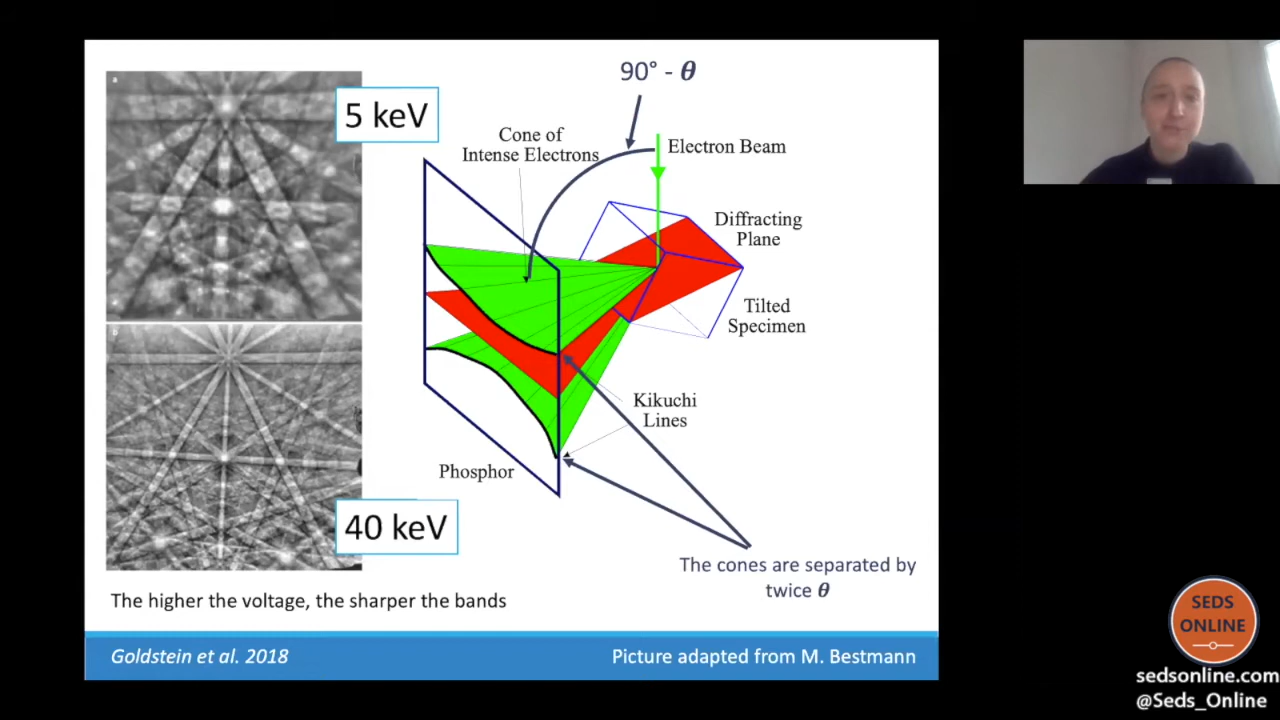 90° - θ
5 keV
Cone of
Intense Electrons
Electron Beam
Diffracting
Plane
Tilted
Specimen
Kikuchi
Lines
Phosphor
40 keV
The cones are separated by
twice θ
The higher the voltage, the sharper the bands
Goldstein et al. 2018
Picture adapted from M. Bestmann
SEDS
ONLINE
sedsonline.com
@Seds_Online